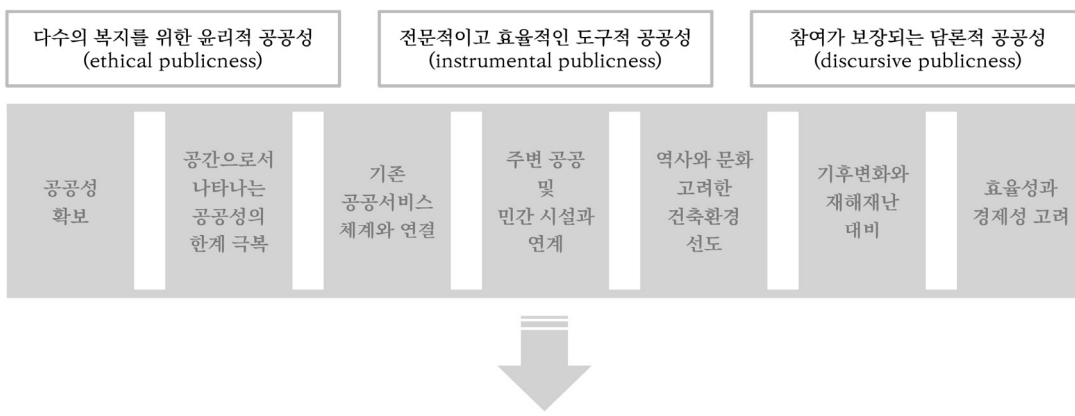 다수의 복지를 위한 윤리적 공공성
(ethical publicness)
전문적이고 효율적인 도구적 공공성
(instrumental publicness)
참여가 보장되는 담론적 공공성
(discursive publicness)
공공성
확보
공간으로서
나타나는
공공성의
한계 극복
기존
공공서비스
체계와 연결
주변 공공
및
민간 시설과
연계
역사와 문화
고려한
건축환경
선도
기후변화와
재해재난
대비
효율성과
경제성 고려